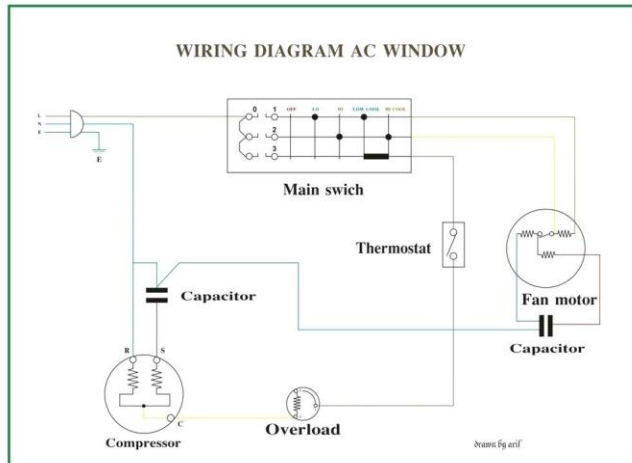 WIRING DIAGRAM AC WINDOW
0 1 OFF LO HI LOW COOL HI COOL
L
N
E
2
E
3
Main swich
Thermostat
Capacitor
Fan motor
Capacitor
R S
C
Overload
Compressor
drawn by arif